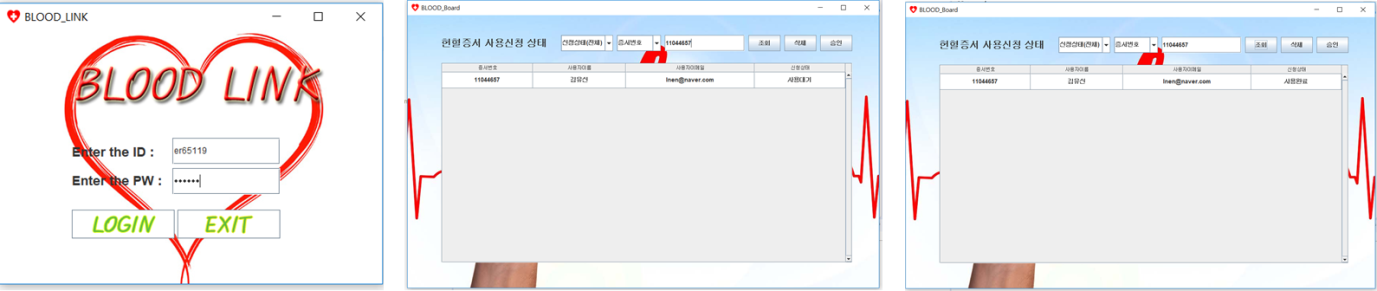 BLOOD_LINK
BLOOD LINK
Enter the ID : er65119
Enter the PW : ••••••
LOGIN EXIT
BLOOD_Board
헌혈증서 사용신청 상태 신청상태(전체) 증서번호 11044657 조회 삭제 승인
증서번호 사용자이름 사용자이메일 신청상태
11044657 김유신 lnen@naver.com 사용대기
BLOOD_Board
헌혈증서 사용신청 상태 신청상태(전체) 증서번호 11044657 조회 삭제 승인
증서번호 사용자이름 사용자이메일 신청상태
11044657 김유신 lnen@naver.com 사용완료